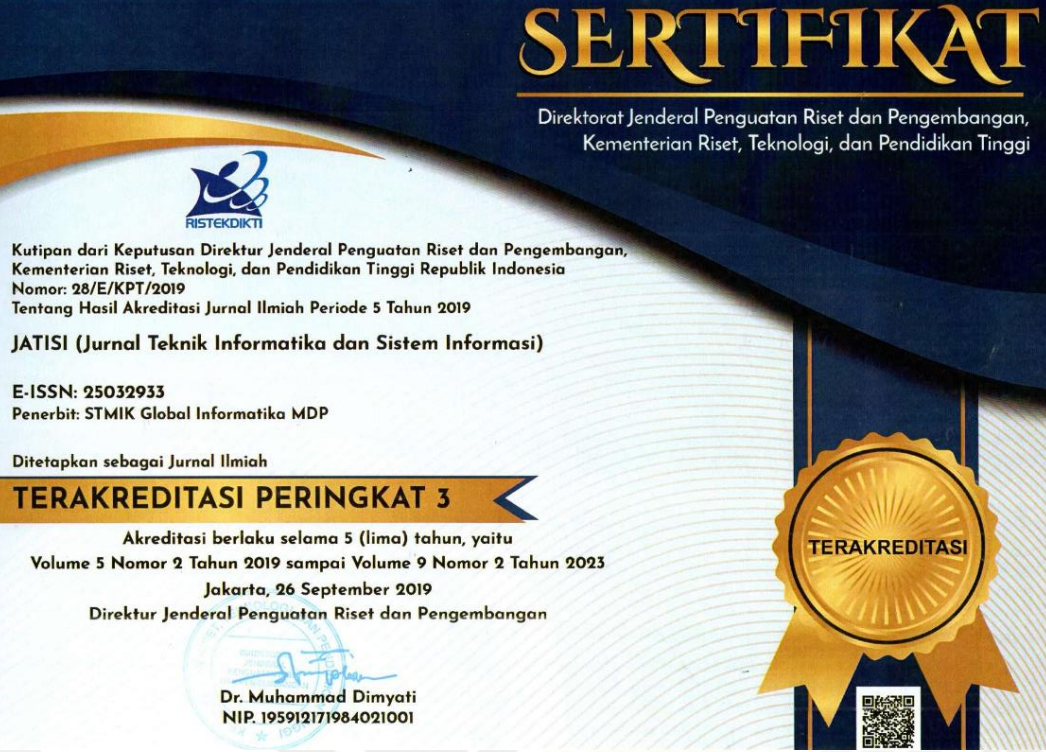 SERTIFIKAT
Direktorat Jenderal Penguatan Riset dan Pengembangan,
Kementerian Riset, Teknologi, dan Pendidikan Tinggi
RISTEKDIKTI
Kutipan dari Keputusan Direktur Jenderal Penguatan Riset dan Pengembangan,
Kementerian Riset, Teknologi, dan Pendidikan Tinggi Republik Indonesia
Nomor: 28/E/KPT/2019
Tentang Hasil Akreditasi Jurnal Ilmiah Periode 5 Tahun 2019
JATISI (Jurnal Teknik Informatika dan Sistem Informasi)
E-ISSN: 25032933
Penerbit: STMIK Global Informatika MDP
Ditetapkan sebagai Jurnal Ilmiah
TERAKREDITASI PERINGKAT 3
Akreditasi berlaku selama 5 (lima) tahun, yaitu
Volume 5 Nomor 2 Tahun 2019 sampai Volume 9 Nomor 2 Tahun 2023
Jakarta, 26 September 2019
Direktur Jenderal Penguatan Riset dan Pengembangan
Dr. Muhammad Dimyati
NIP. 195912171984021001
TERAKREDITASI